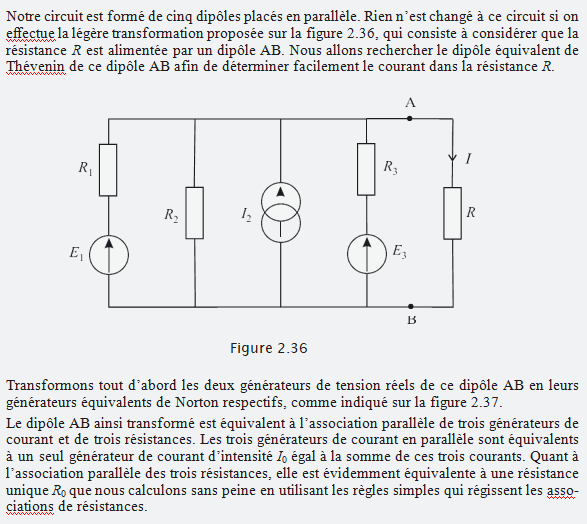 Notre circuit est formé de cinq dipôles placés en parallèle. Rien n’est changé à ce circuit si on
effectue la légère transformation proposée sur la figure 2.36, qui consiste à considérer que la
résistance R est alimentée par un dipôle AB. Nous allons rechercher le dipôle équivalent de
Thévenin de ce dipôle AB afin de déterminer facilement le courant dans la résistance R.
A
R1
R2
I2
R3
I
R
E1
E3
B
Figure 2.36
Transformons tout d’abord les deux générateurs de tension réels de ce dipôle AB en leurs
générateurs équivalents de Norton respectifs, comme indiqué sur la figure 2.37.
Le dipôle AB ainsi transformé est équivalent à l’association parallèle de trois générateurs de
courant et de trois résistances. Les trois générateurs de courant en parallèle sont équivalents
à un seul générateur de courant d’intensité I0 égal à la somme de ces trois courants. Quant à
l’association parallèle des trois résistances, elle est évidemment équivalente à une résistance
unique R0 que nous calculons sans peine en utilisant les règles simples qui régissent les asso-
ciations de résistances.